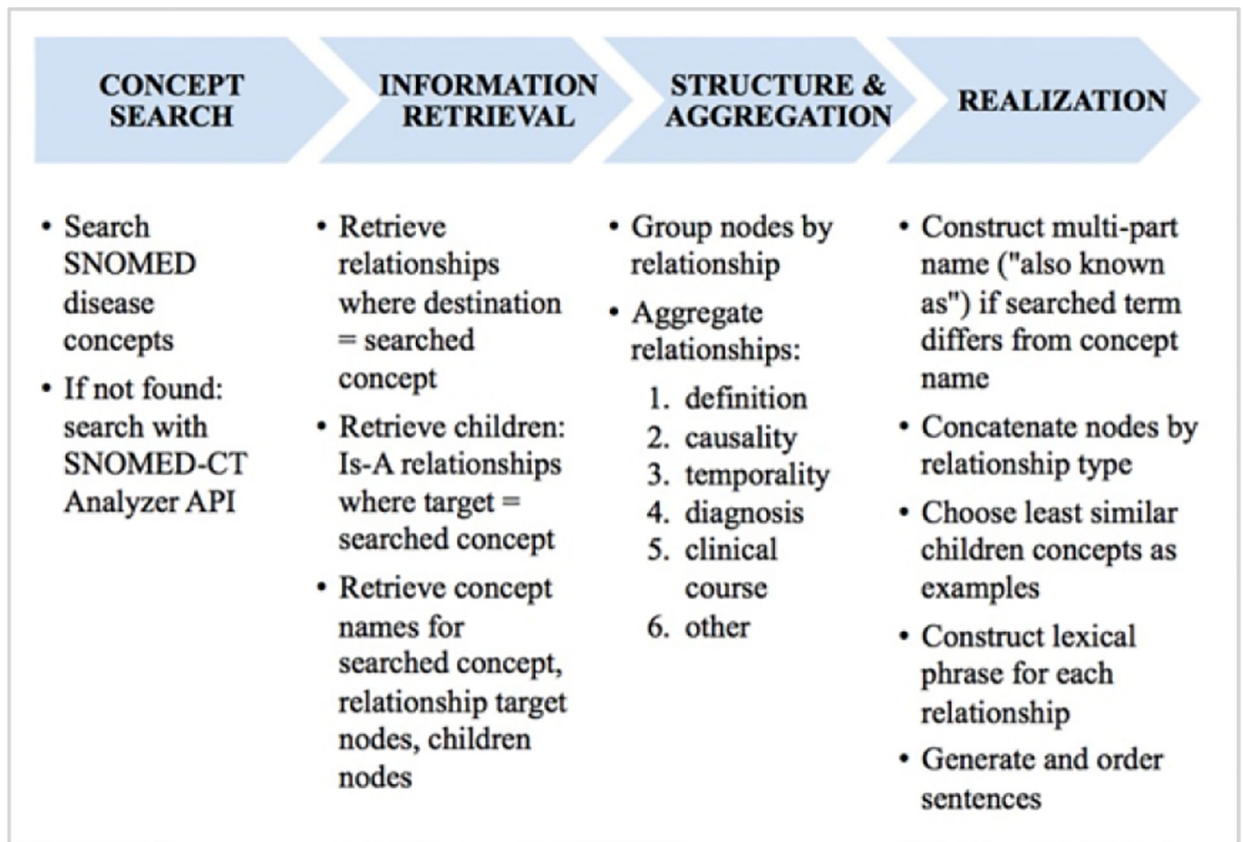 CONCEPT
SEARCH
INFORMATION
RETRIEVAL
STRUCTURE &
AGGREGATION
REALIZATION
• Search
SNOMED
disease
concepts
• If not found:
search with
SNOMED-CT
Analyzer API
• Retrieve
relationships
where destination
= searched
concept
• Retrieve children:
Is-A relationships
where target =
searched concept
• Retrieve concept
names for
searched concept,
relationship target
nodes, children
nodes
• Group nodes by
relationship
• Aggregate
relationships:
1. definition
2. causality
3. temporality
4. diagnosis
5. clinical
course
6. other
• Construct multi-part
name ("also known
as") if searched term
differs from concept
name
• Concatenate nodes by
relationship type
• Choose least similar
children concepts as
examples
• Construct lexical
phrase for each
relationship
• Generate and order
sentences